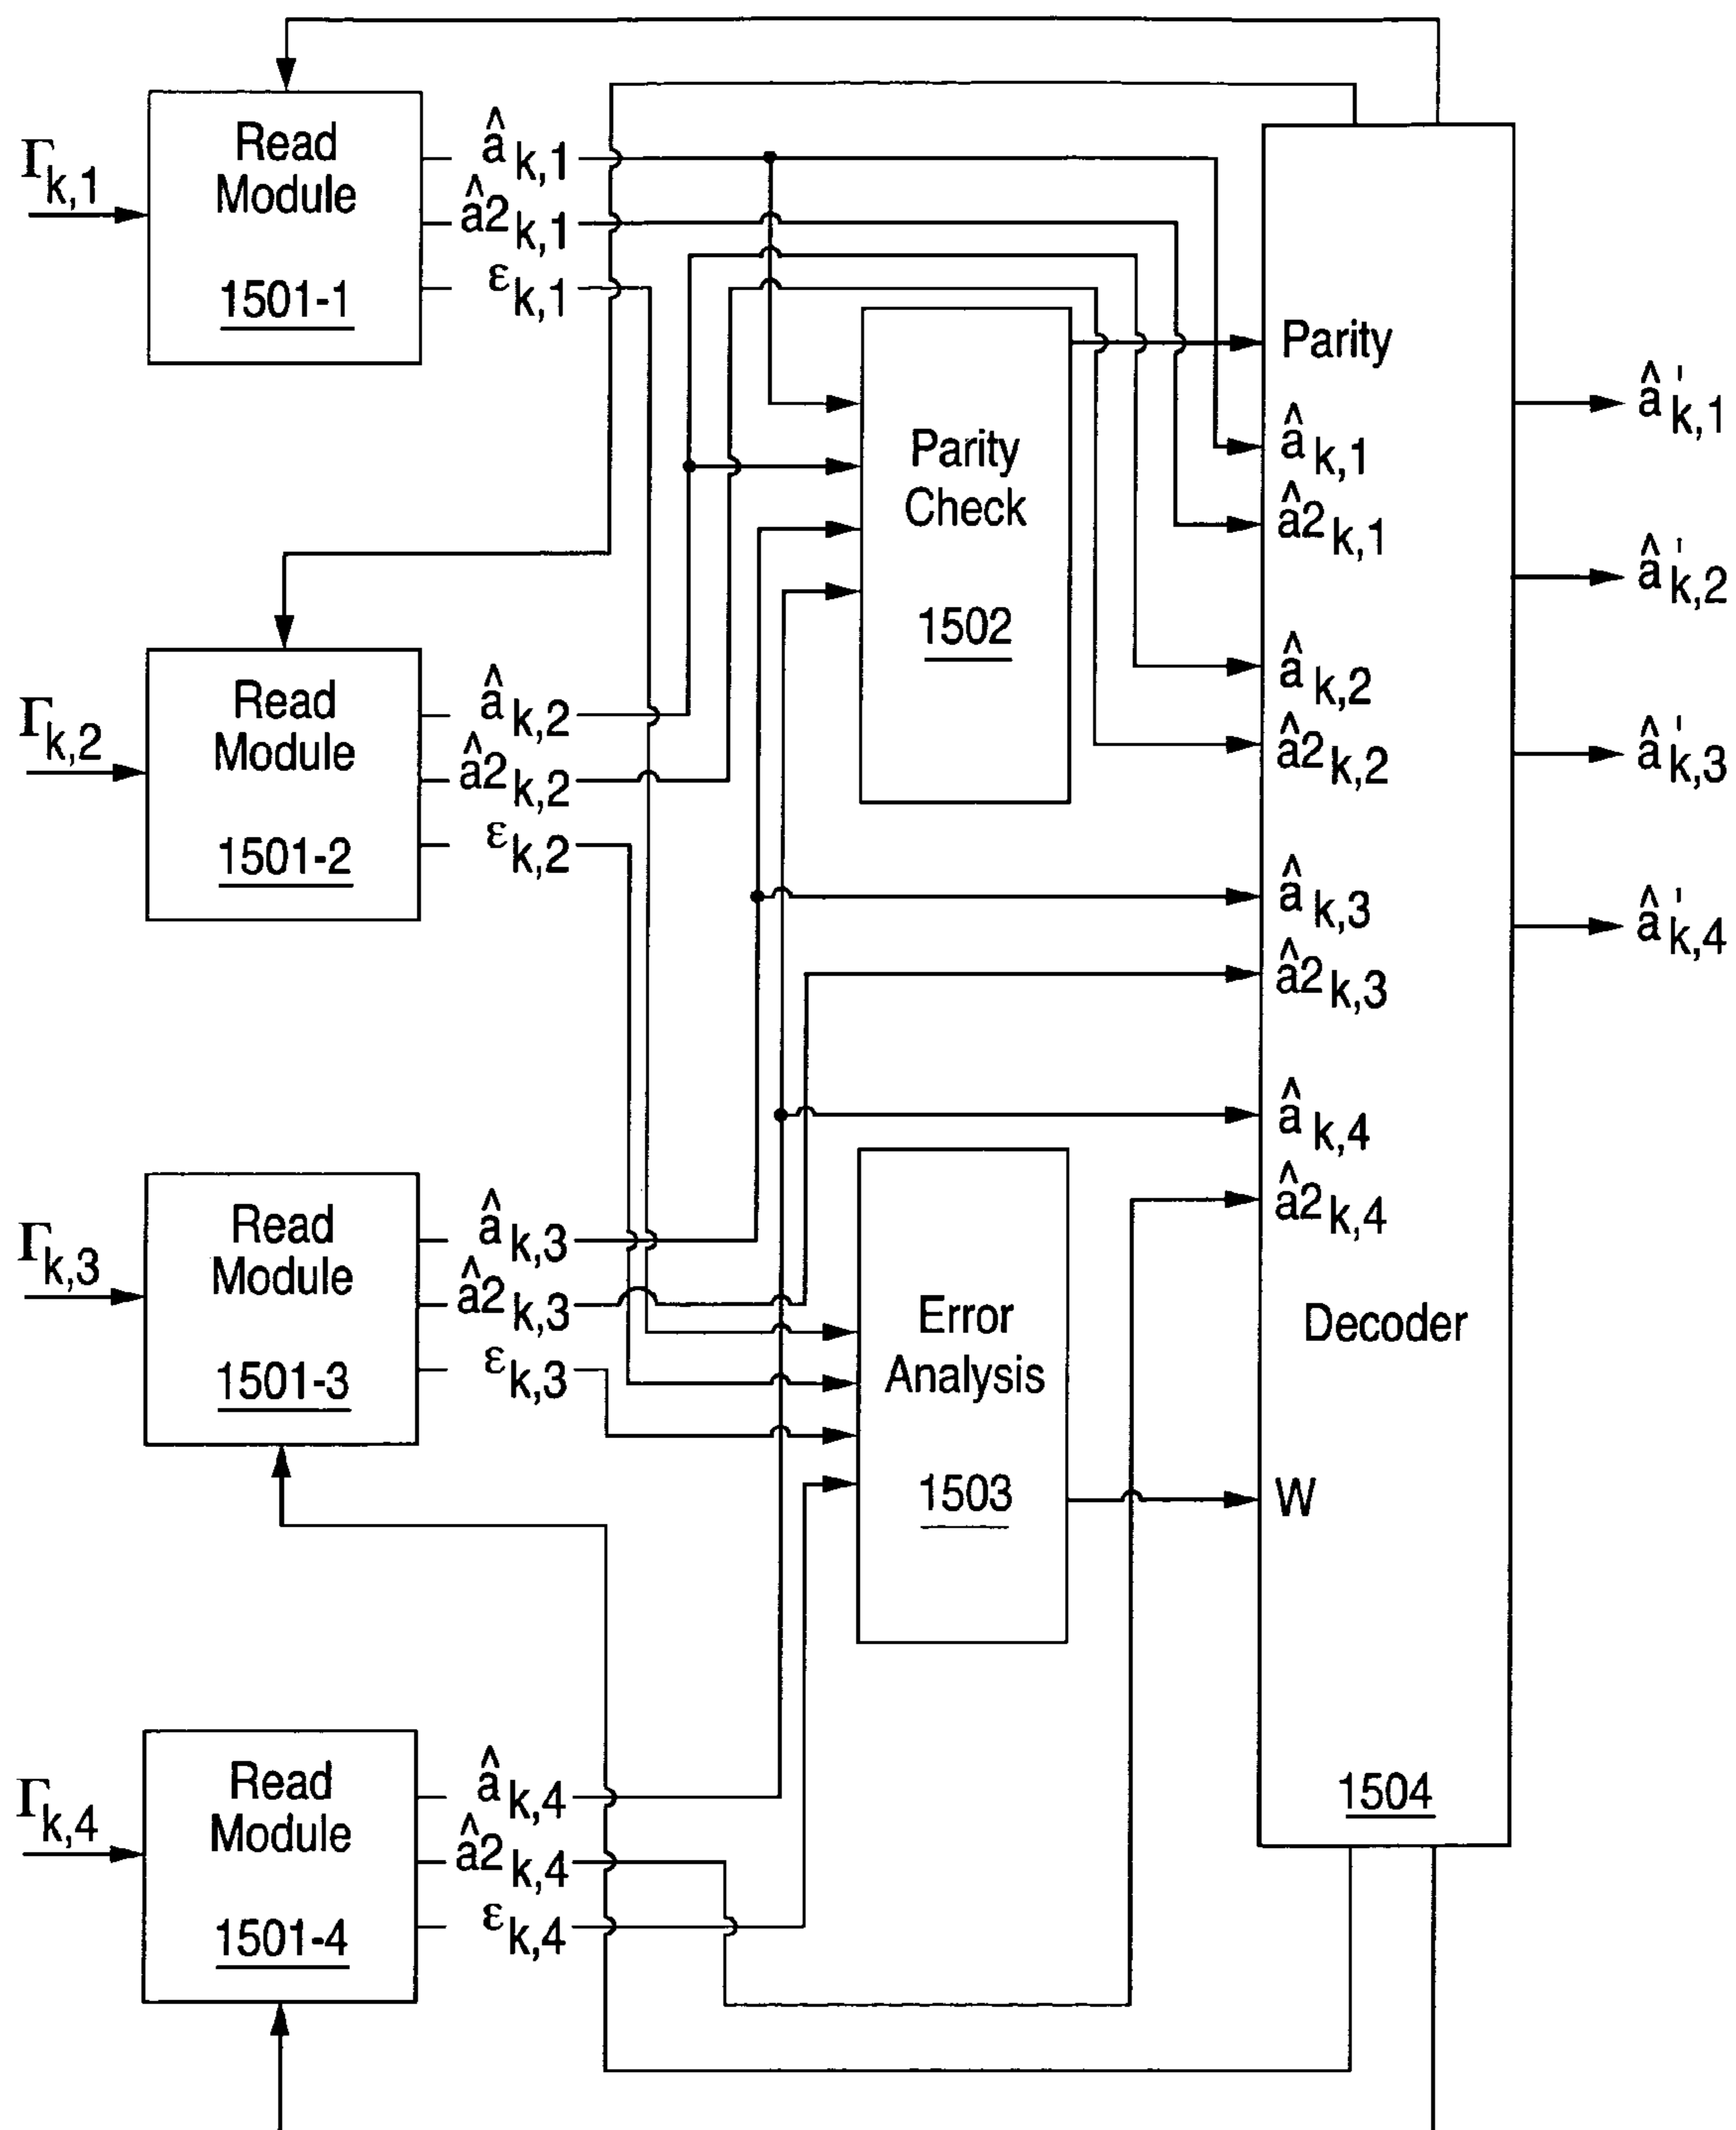 Γk,1
Read
Module
1501-1
âk,1
â2k,1
εk,1
Γk,2
Read
Module
1501-2
âk,2
â2k,2
εk,2
Γk,3
Read
Module
1501-3
âk,3
â2k,3
εk,3
Γk,4
Read
Module
1501-4
âk,4
â2k,4
εk,4
Parity
Check
1502
Error
Analysis
1503
Parity
âk,1
â2k,1
âk,2
â2k,2
âk,3
â2k,3
âk,4
â2k,4
Decoder
W
1504
â'k,1
â'k,2
â'k,3
â'k,4